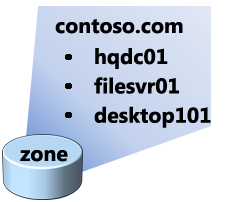 contoso.com
• hqdc01
• filesvr01
• desktop101
zone